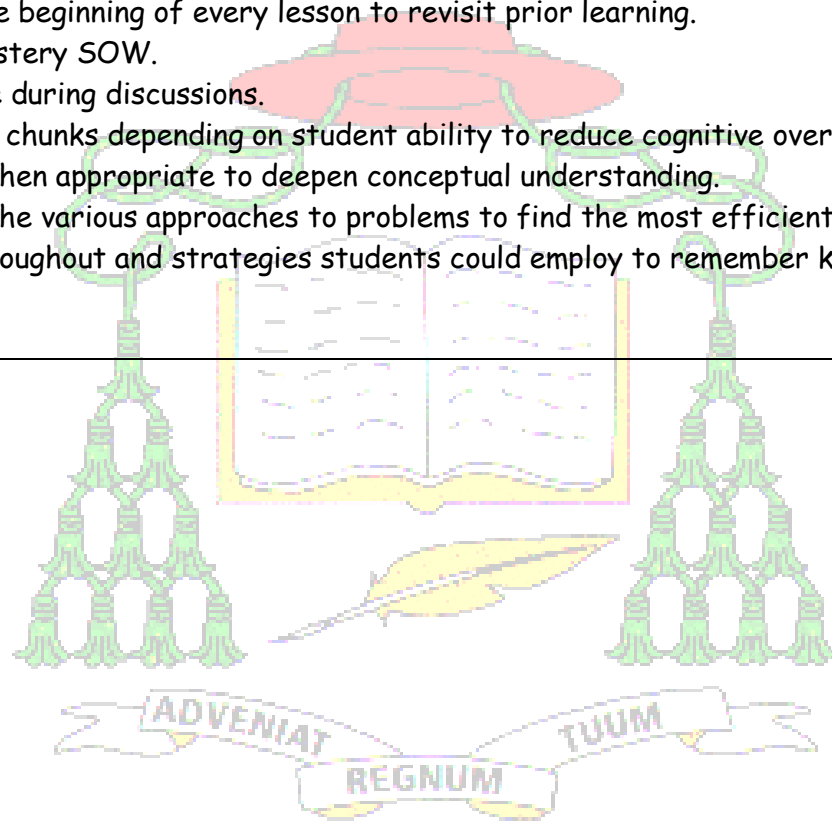 e beginning of every lesson to revisit prior learning.
stery SOW.
e during discussions.
chunks depending on student ability to reduce cognitive over
hen appropriate to deepen conceptual understanding.
he various approaches to problems to find the most efficient
oughout and strategies students could employ to remember k
ADVENIAT
REGNUM
TUUM